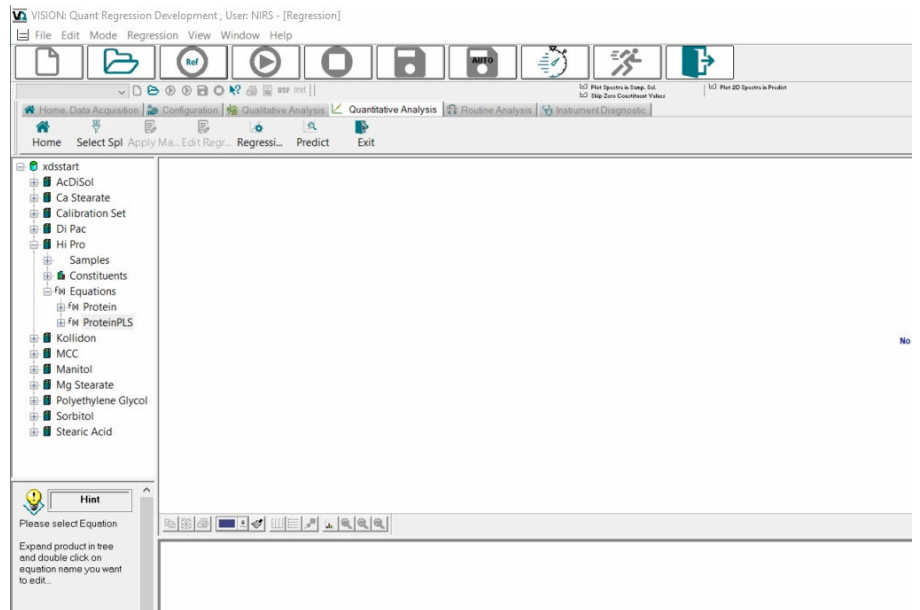 VISION: Quant Regression Development , User: NIRS - [Regression]
File Edit Mode Regression View Window Help
Ref AUTO
USP text
Plot Spectra in Samp. Sel. Plot 2D Spectra in Predict
Skip Zero Constituent Values
Home, Data Acquisition Configuration Qualitative Analysis Quantitative Analysis Routine Analysis Instrument Diagnostic
Home Select Spl Apply Ma... Edit Regr... Regressi... Predict Exit
xdsstart
AcDiSol
Ca Stearate
Calibration Set
Di Pac
Hi Pro
Samples
Constituents
f(x) Equations
f(x) Protein
f(x) ProteinPLS
Kollidon
MCC
Manitol
Mg Stearate
Polyethylene Glycol
Sorbitol
Stearic Acid
No
Hint
Please select Equation
Expand product in tree
and double click on
equation name you want
to edit...